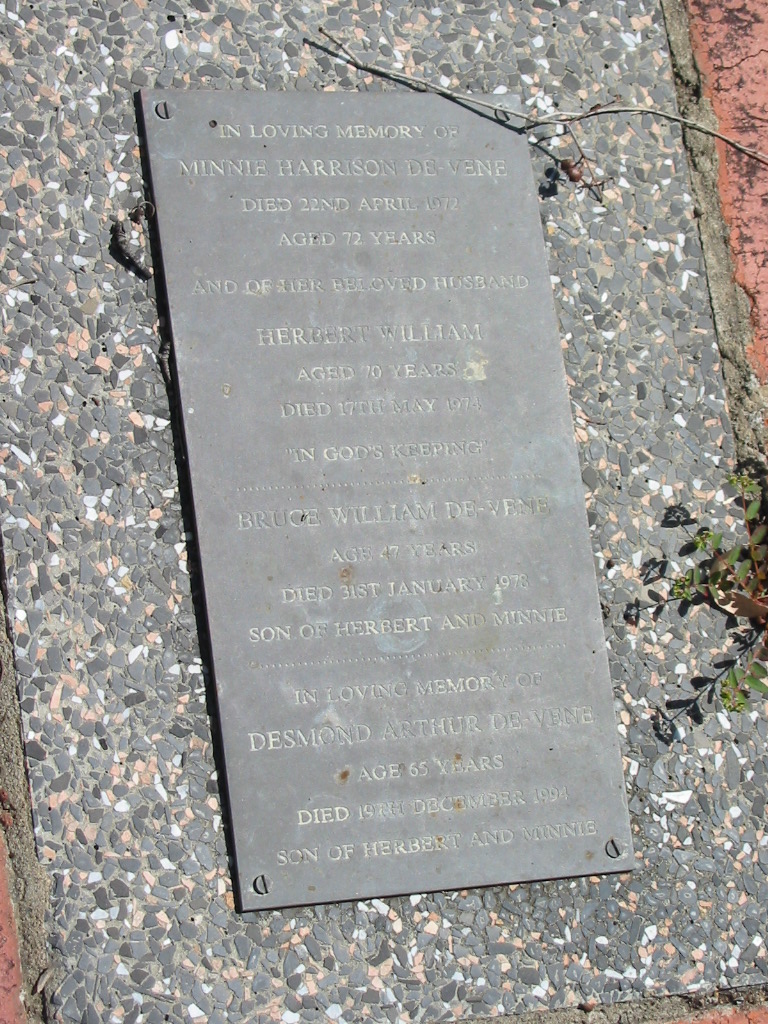 IN LOVING MEMORY OF
MINNIE HARRISON DE-VENE
DIED 22ND APRIL 1972
AGED 72 YEARS
AND OF HER BELOVED HUSBAND
HERBERT WILLIAM
AGED 70 YEARS
DIED 17TH MAY 1974
"IN GOD'S KEEPING"
BRUCE WILLIAM DE-VENE
AGE 47 YEARS
DIED 31ST JANUARY 1978
SON OF HERBERT AND MINNIE
IN LOVING MEMORY OF
DESMOND ARTHUR DE-VENE
AGE 65 YEARS
DIED 19TH DECEMBER 1994
SON OF HERBERT AND MINNIE